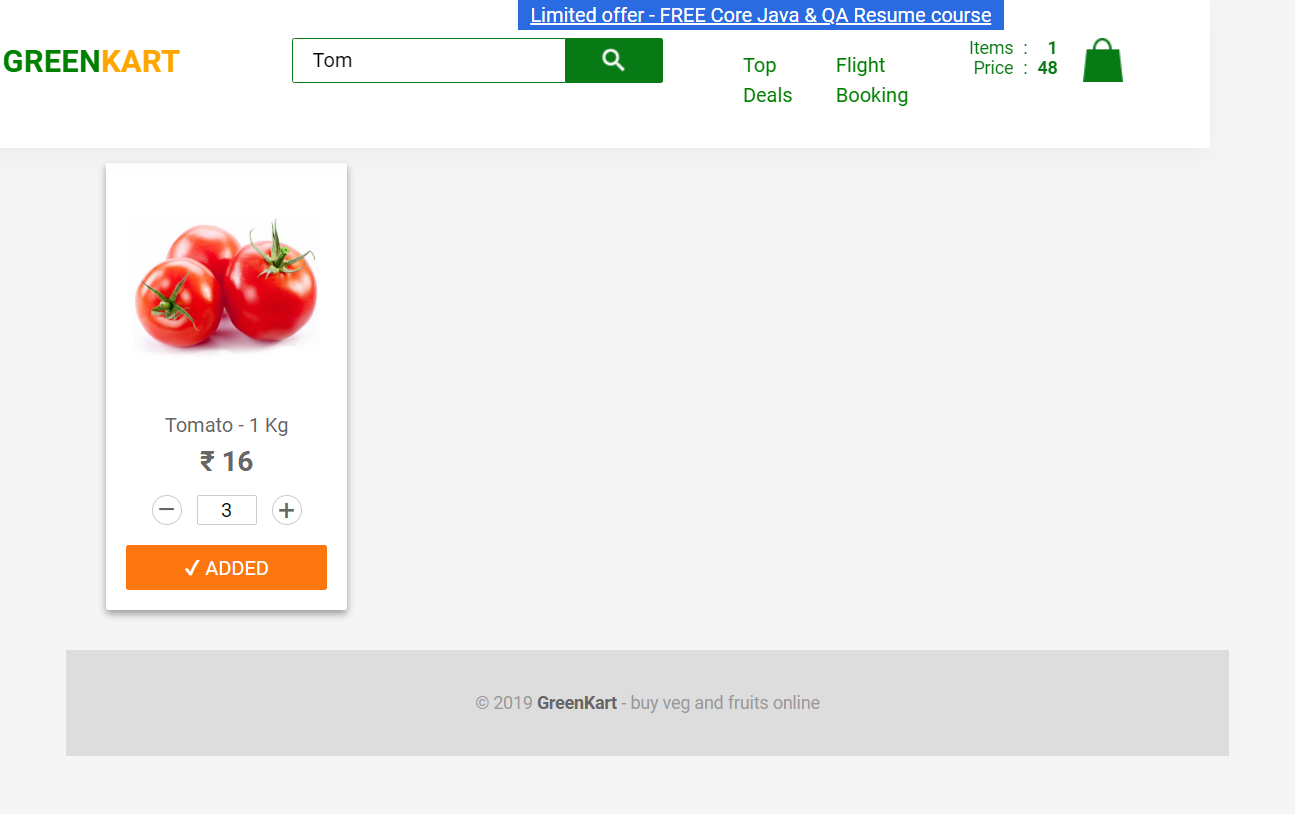 Limited offer - FREE Core Java & QA Resume course
GREENKART
Tom
Top
Deals
Flight
Booking
Items : 1
Price : 48
Tomato - 1 Kg
₹ 16
3
✓ ADDED
© 2019 GreenKart - buy veg and fruits online